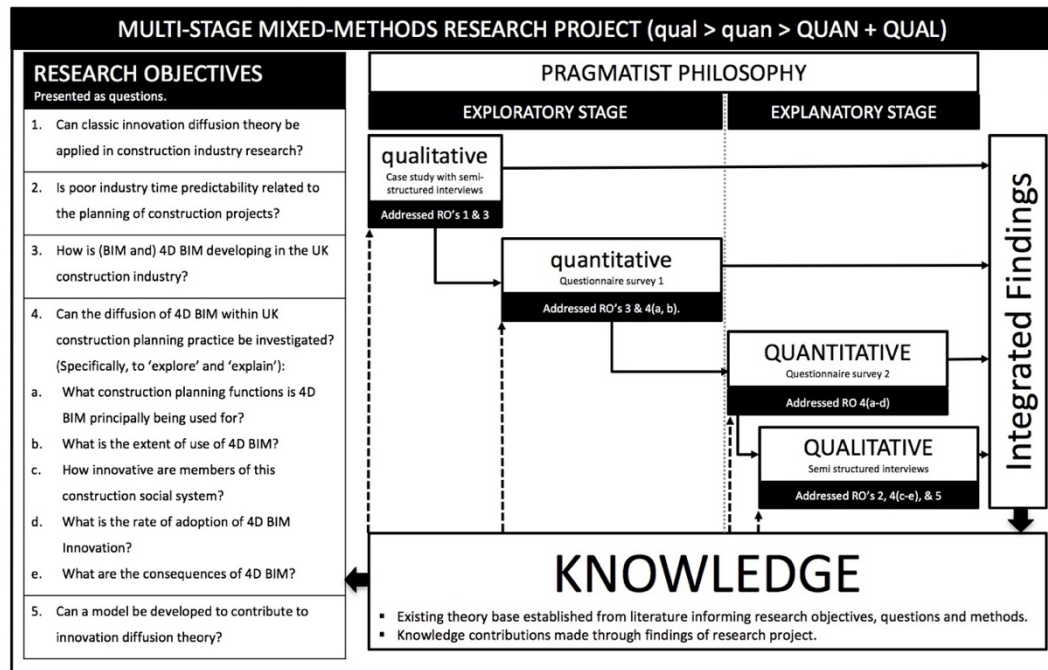 MULTI-STAGE MIXED-METHODS RESEARCH PROJECT (qual > quan > QUAN + QUAL)
RESEARCH OBJECTIVES
Presented as questions.
1. Can classic innovation diffusion theory be
applied in construction industry research?
2. Is poor industry time predictability related to
the planning of construction projects?
3. How is (BIM and) 4D BIM developing in the UK
construction industry?
4. Can the diffusion of 4D BIM within UK
construction planning practice be investigated?
(Specifically, to ‘explore’ and ‘explain’):
a. What construction planning functions is 4D
BIM principally being used for?
b. What is the extent of use of 4D BIM?
c. How innovative are members of this
construction social system?
d. What is the rate of adoption of 4D BIM
Innovation?
e. What are the consequences of 4D BIM?
5. Can a model be developed to contribute to
innovation diffusion theory?
PRAGMATIST PHILOSOPHY
EXPLORATORY STAGE
EXPLANATORY STAGE
qualitative
Case study with semi-
structured interviews
Addressed RO’s 1 & 3
quantitative
Questionnaire survey 1
Addressed RO’s 3 & 4(a, b).
QUANTITATIVE
Questionnaire survey 2
Addressed RO 4(a-d)
QUALITATIVE
Semi structured interviews
Addressed RO’s 2, 4(c-e), & 5
Integrated Findings
KNOWLEDGE
▪ Existing theory base established from literature informing research objectives, questions and methods.
▪ Knowledge contributions made through findings of research project.